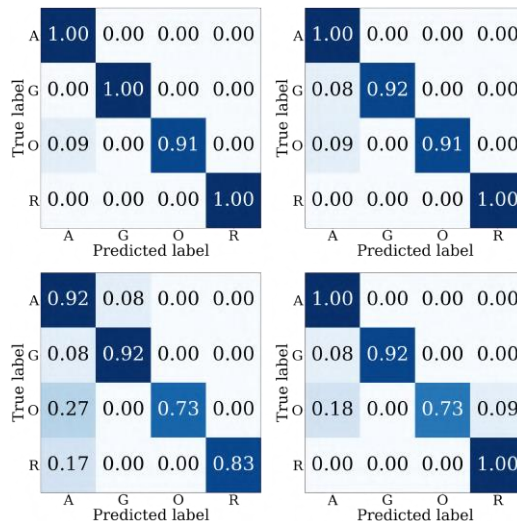 A 1.00 0.00 0.00 0.00
G 0.00 1.00 0.00 0.00
O 0.09 0.00 0.91 0.00
R 0.00 0.00 0.00 1.00
A G O R
Predicted label
True label
A 1.00 0.00 0.00 0.00
G 0.08 0.92 0.00 0.00
O 0.09 0.00 0.91 0.00
R 0.00 0.00 0.00 1.00
A G O R
Predicted label
True label
A 0.92 0.08 0.00 0.00
G 0.08 0.92 0.00 0.00
O 0.27 0.00 0.73 0.00
R 0.17 0.00 0.00 0.83
A G O R
Predicted label
True label
A 1.00 0.00 0.00 0.00
G 0.08 0.92 0.00 0.00
O 0.18 0.00 0.73 0.09
R 0.00 0.00 0.00 1.00
A G O R
Predicted label
True label